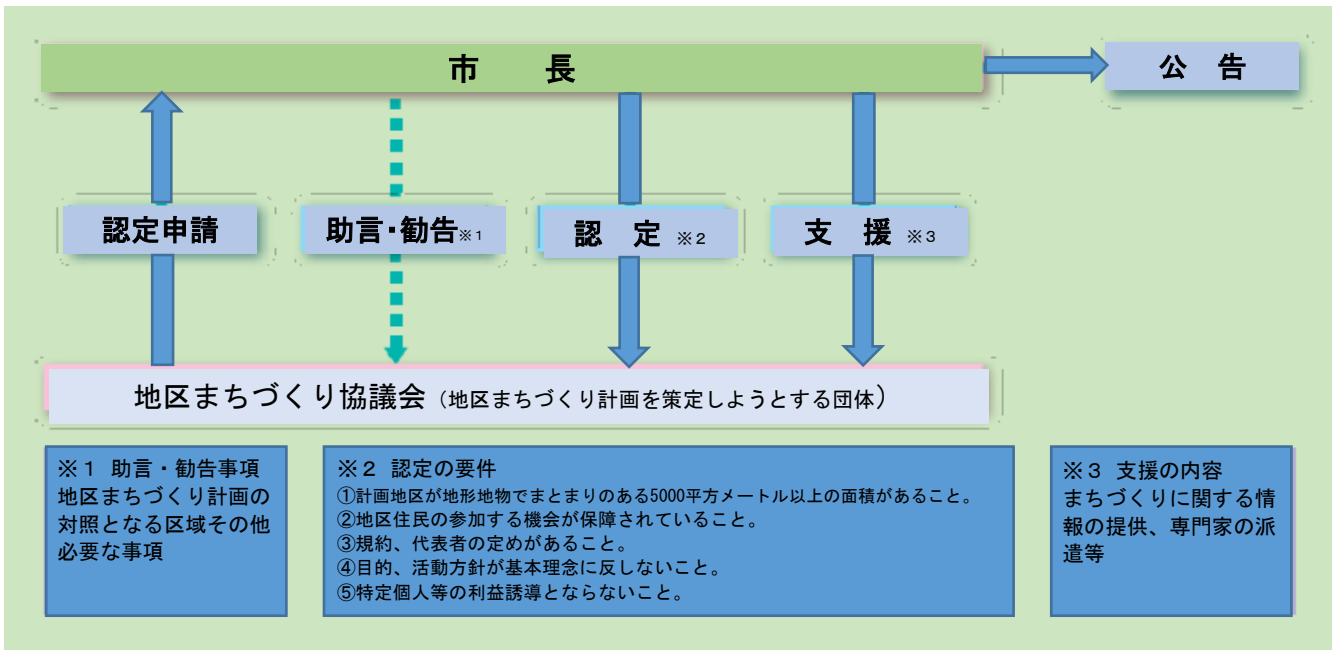 市　長
公　告
認定申請
助言・勧告※1
認　定 ※2
支　援 ※3
地区まちづくり協議会（地区まちづくり計画を策定しようとする団体）
※1　助言・勧告事項
地区まちづくり計画の
対照となる区域その他
必要な事項
※2　認定の要件
①計画地区が地形地物でまとまりのある5000平方メートル以上の面積があること。
②地区住民の参加する機会が保障されていること。
③規約、代表者の定めがあること。
④目的、活動方針が基本理念に反しないこと。
⑤特定個人等の利益誘導とならないこと。
※3　支援の内容
まちづくりに関する情
報の提供、専門家の派
遣等